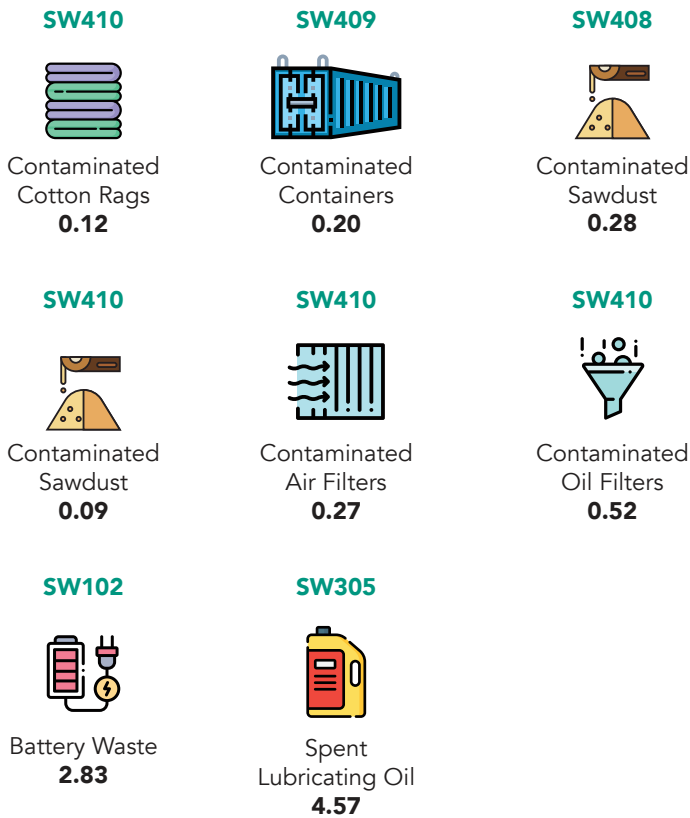 SW410
Contaminated
Cotton Rags
0.12
SW409
Contaminated
Containers
0.20
SW408
Contaminated
Sawdust
0.28
SW410
Contaminated
Sawdust
0.09
SW410
Contaminated
Air Filters
0.27
SW410
Contaminated
Oil Filters
0.52
SW102
Battery Waste
2.83
SW305
Spent
Lubricating Oil
4.57